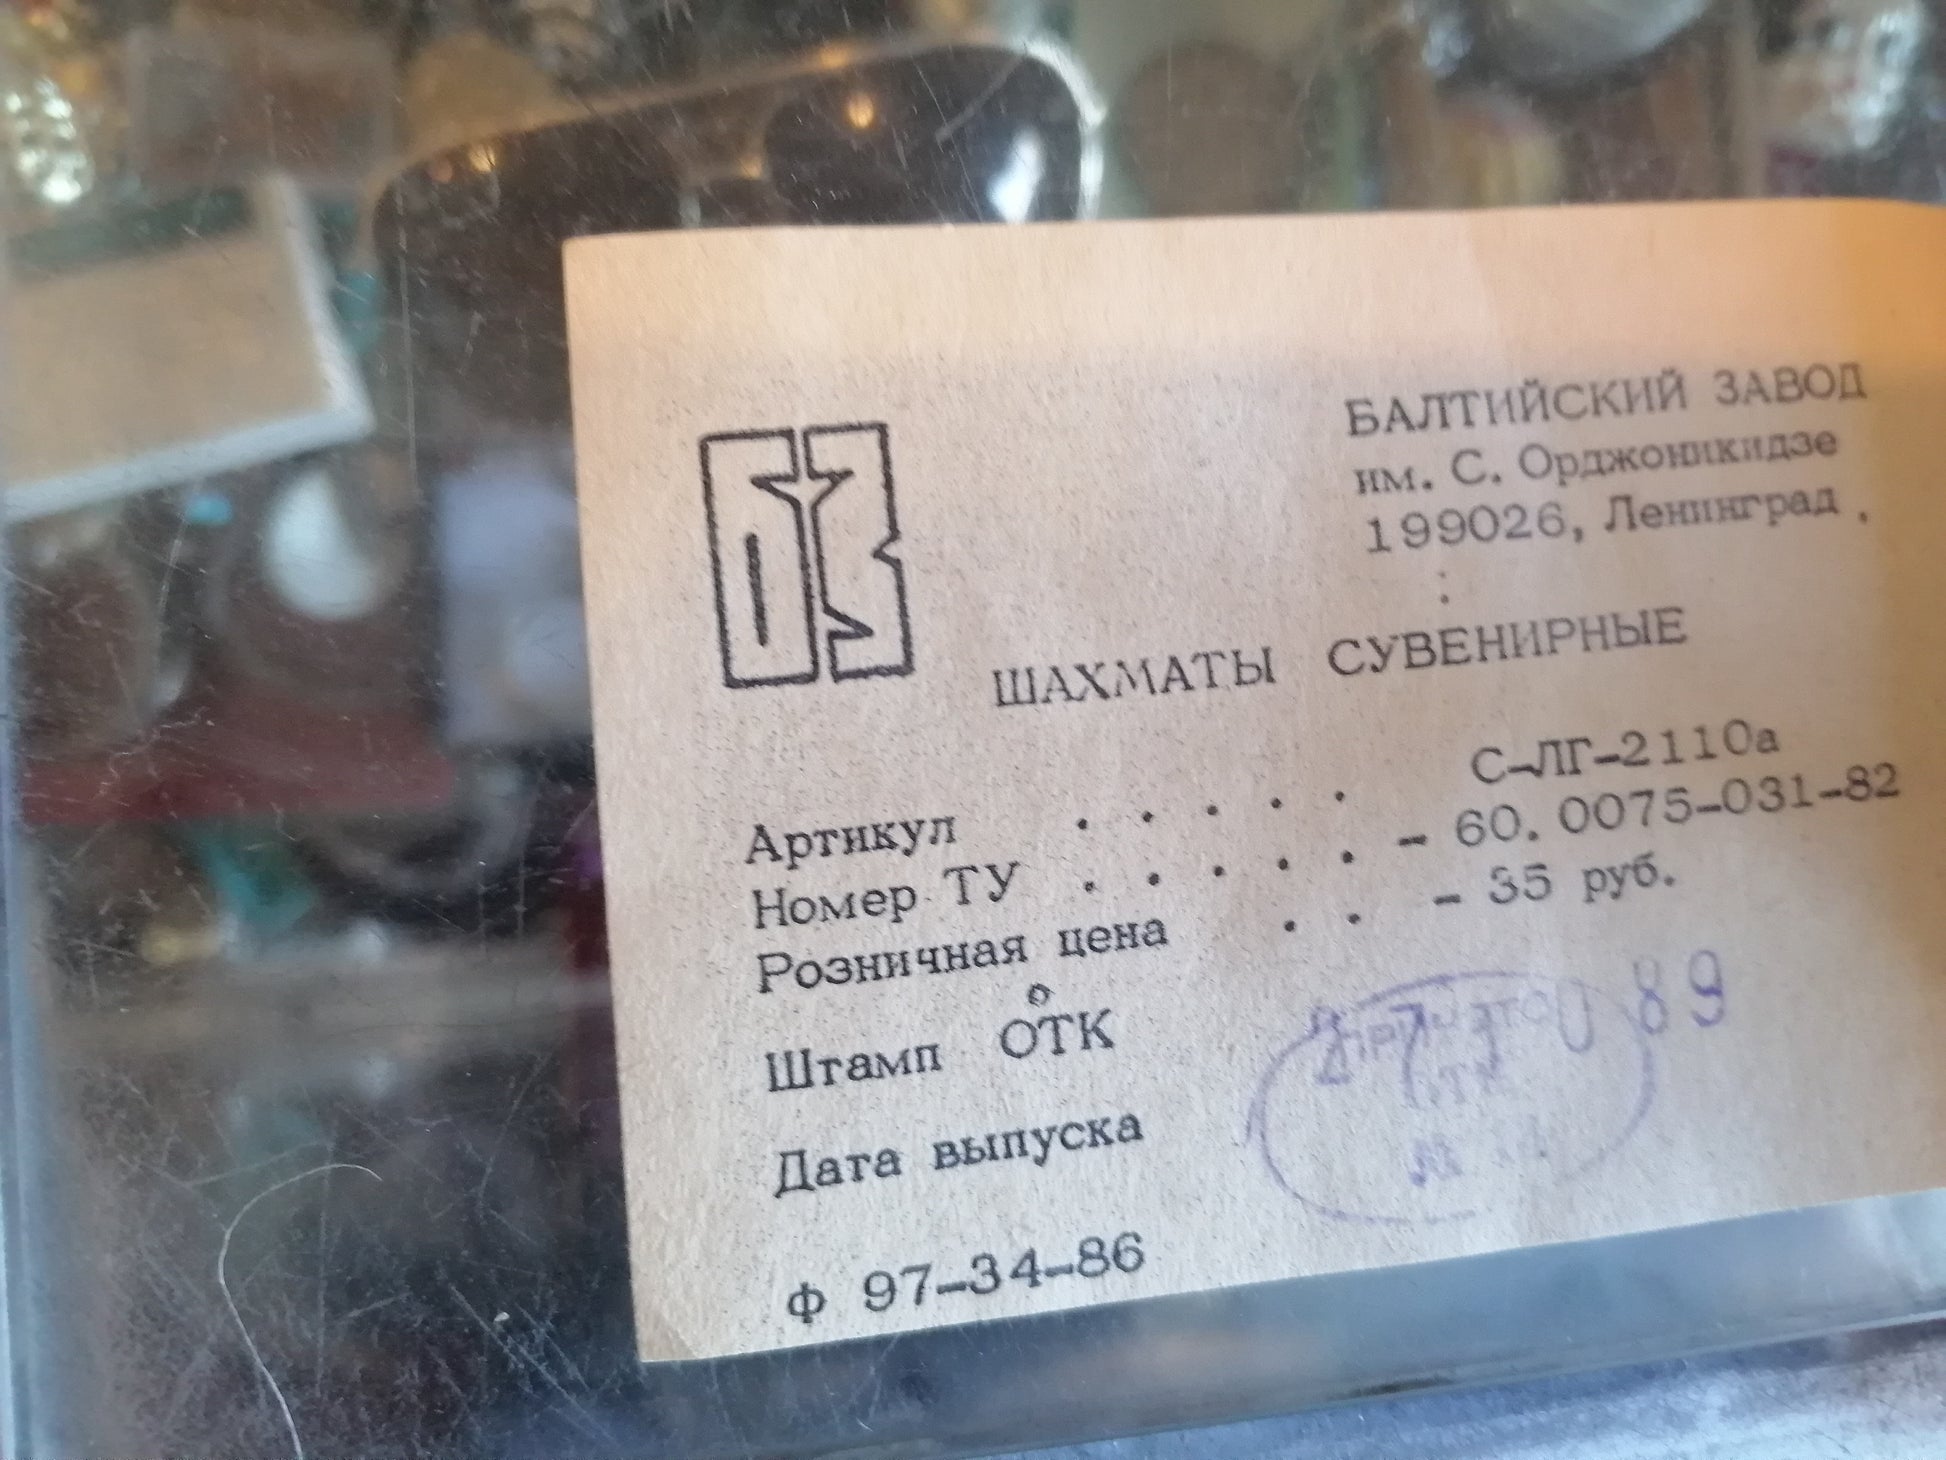 БАЛТИЙСКИЙ ЗАВОД
им. С. Орджоникидзе
199026, Ленинград.
ШАХМАТЫ СУВЕНИРНЫЕ
Артикул . . . . . С-ЛГ-2110а
Номер ТУ . . . . . - 60.0075-031-82
Розничная цена . . - 35 руб.
Штамп ОТК
89
Дата выпуска
Ф 97-34-86